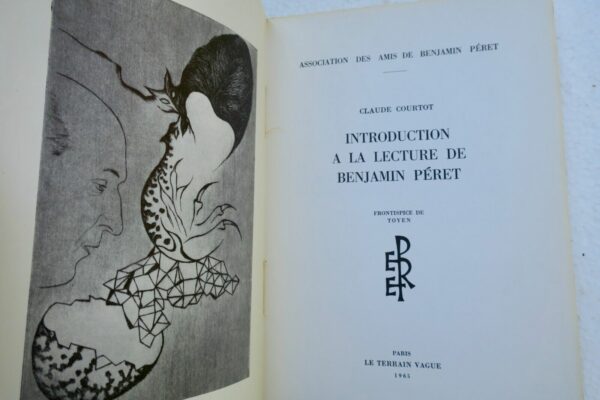 ASSOCIATION DES AMIS DE BENJAMIN PÉRET
CLAUDE COURTOT
INTRODUCTION
A LA LECTURE DE
BENJAMIN PÉRET
FRONTISPICE DE
TOYEN
PERET
PARIS
LE TERRAIN VAGUE
1965